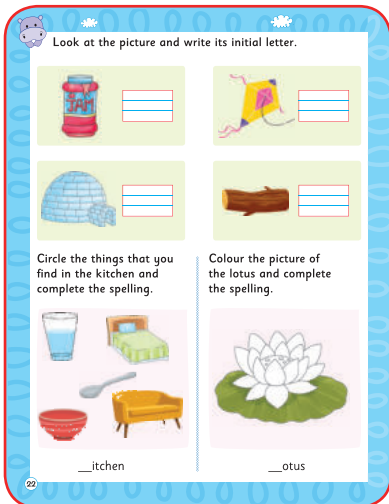 Look at the picture and write its initial letter.
JAM
Circle the things that you
find in the kitchen and
complete the spelling.
Colour the picture of
the lotus and complete
the spelling.
__itchen
__otus
22